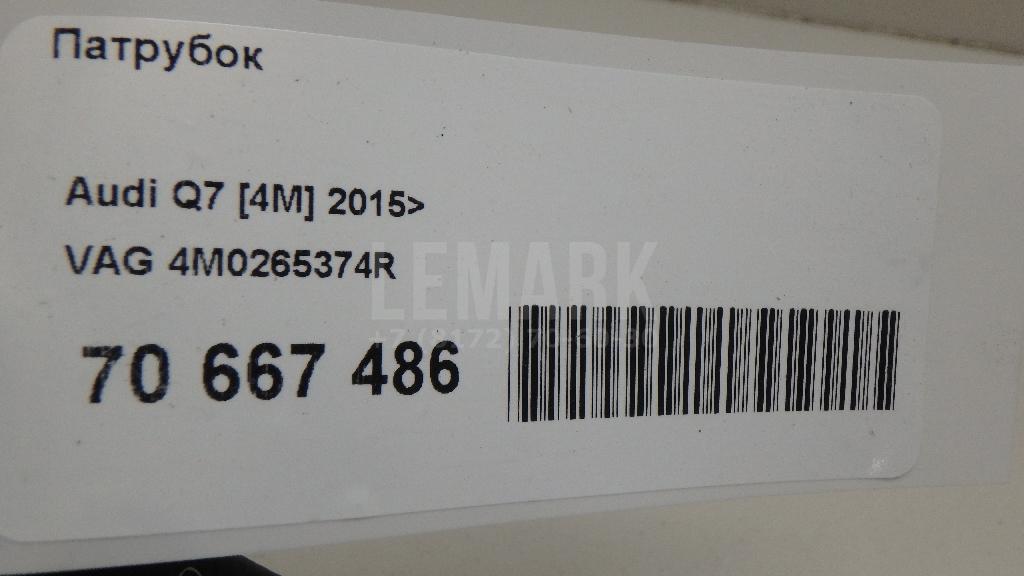 Патрубок
Audi Q7 [4M] 2015>
VAG 4M0265374R
LEMARK
70 667 486